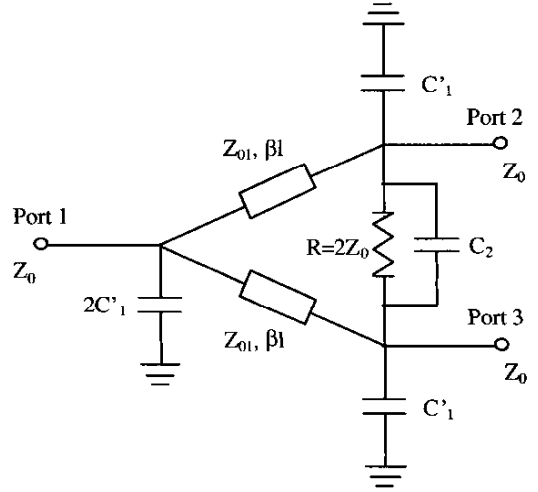 C'₁
Port 2
Z₀₁, βl
Z₀
Port 1
Z₀
R=2Z₀
C₂
2C'₁
Z₀₁, βl
Port 3
Z₀
C'₁